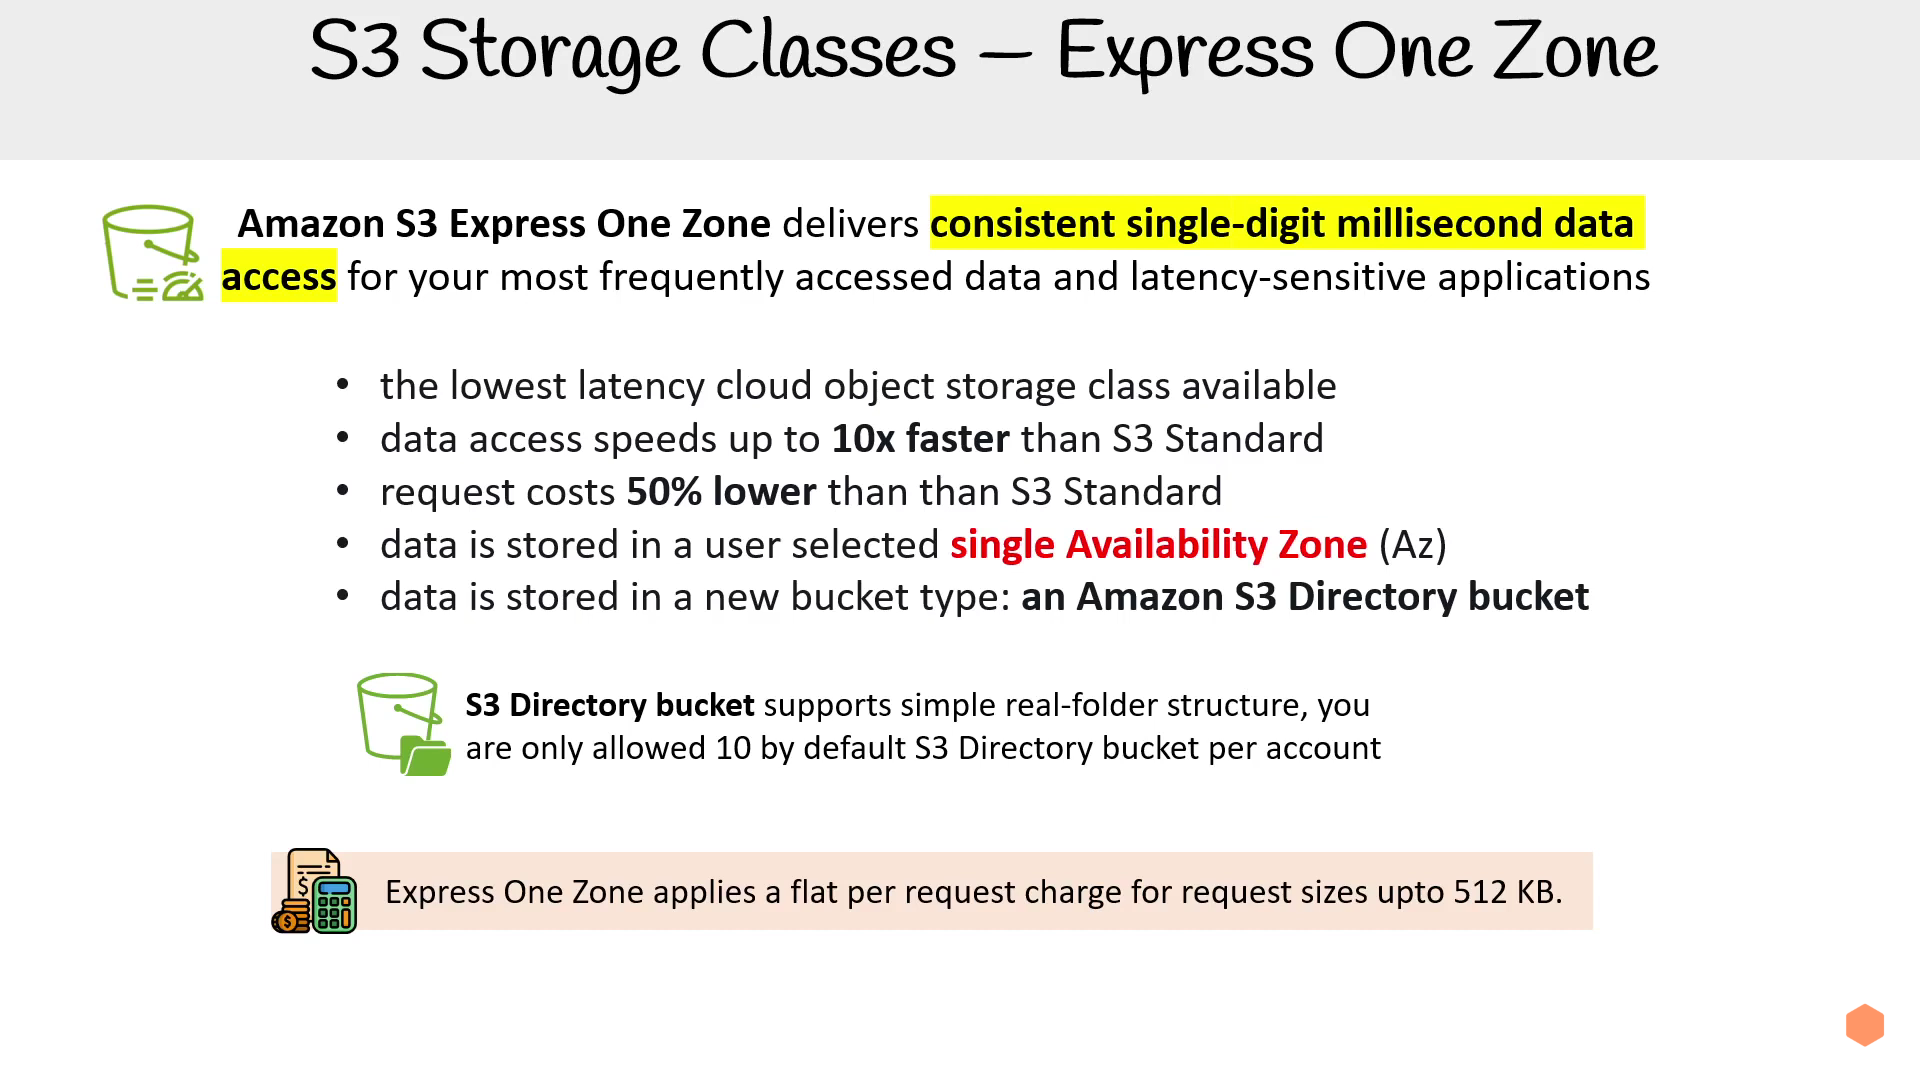 S3 Storage Classes – Express One Zone
Amazon S3 Express One Zone delivers consistent single-digit millisecond data
access for your most frequently accessed data and latency-sensitive applications
• the lowest latency cloud object storage class available
• data access speeds up to 10x faster than S3 Standard
• request costs 50% lower than than S3 Standard
• data is stored in a user selected single Availability Zone (Az)
• data is stored in a new bucket type: an Amazon S3 Directory bucket
S3 Directory bucket supports simple real-folder structure, you
are only allowed 10 by default S3 Directory bucket per account
Express One Zone applies a flat per request charge for request sizes upto 512 KB.